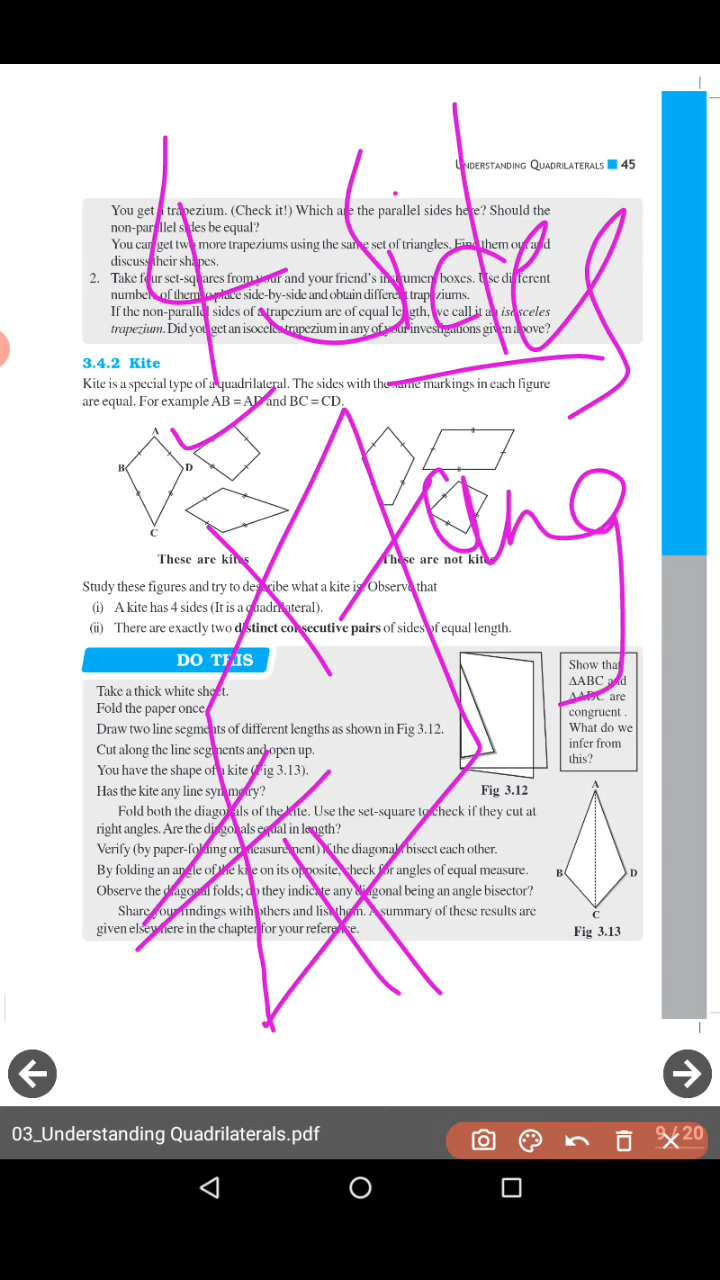 UNDERSTANDING QUADRILATERALS 45
You get a trapezium. (Check it!) Which are the parallel sides here? Should the
non-parallel sides be equal?
You can get two more trapeziums using the same set of triangles. Find them out and
discuss their shapes.
2. Take four set-squares from your and your friend's instrument boxes. Use different
numbers of them to place side-by-side and obtain different trapeziums.
If the non-parallel sides of a trapezium are of equal length, we call it an isosceles
trapezium. Did you get an isoceles trapezium in any of your investigations given above?
3.4.2 Kite
Kite is a special type of a quadrilateral. The sides with the same markings in each figure
are equal. For example AB = AD and BC = CD.
A
B
D
C
These are kites
These are not kites
Study these figures and try to describe what a kite is. Observe that
(i) A kite has 4 sides (It is a quadrilateral).
(ii) There are exactly two distinct consecutive pairs of sides of equal length.
DO THIS
Take a thick white sheet.
Fold the paper once.
Draw two line segments of different lengths as shown in Fig 3.12.
Cut along the line segments and open up.
You have the shape of a kite (Fig 3.13).
Has the kite any line symmetry?
Fold both the diagonals of the kite. Use the set-square to check if they cut at
right angles. Are the diagonals equal in length?
Verify (by paper-folding or measurement) if the diagonals bisect each other.
By folding an angle of the kite on its opposite, check for angles of equal measure.
Observe the diagonal folds; do they indicate any diagonal being an angle bisector?
Share your findings with others and list them. A summary of these results are
given elsewhere in the chapter for your reference.
Fig 3.12
Show that
ΔABC and
ΔADC are
congruent .
What do we
infer from
this?
A
B
D
C
Fig 3.13
03_Understanding Quadrilaterals.pdf
9 / 20